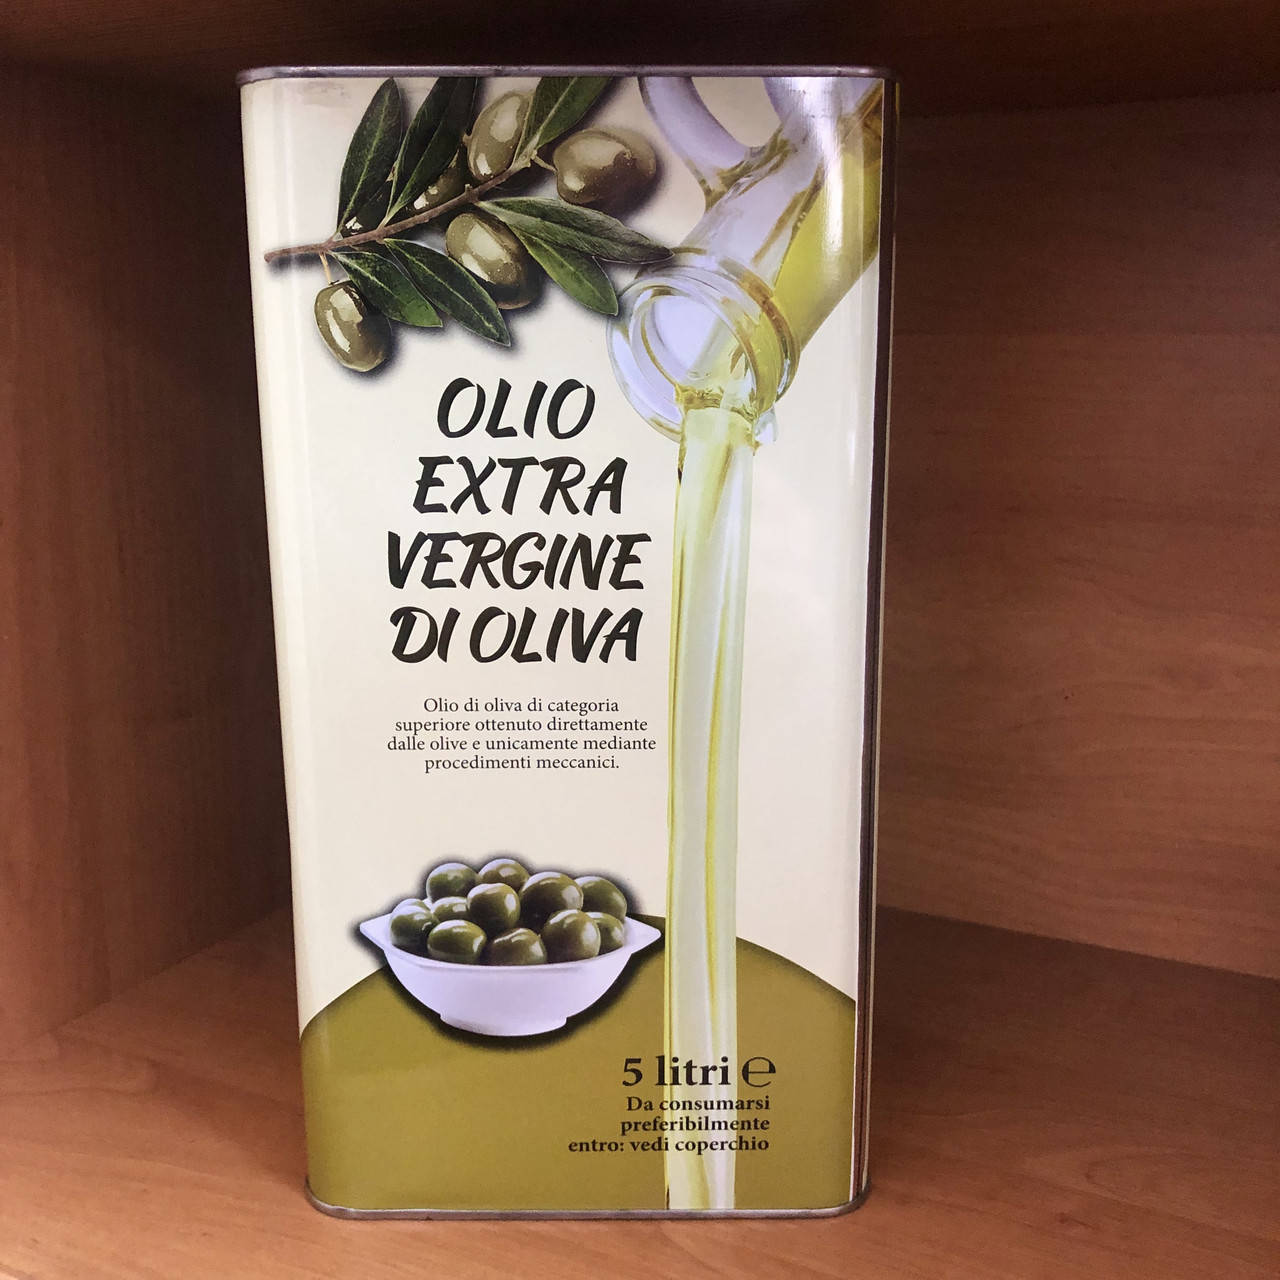 OLIO
EXTRA
VERGINE
DI OLIVA
Olio di oliva di categoria
superiore ottenuto direttamente
dalle olive e unicamente mediante
procedimenti meccanici.
5 litri ℮
Da consumarsi
preferibilmente
entro: vedi coperchio